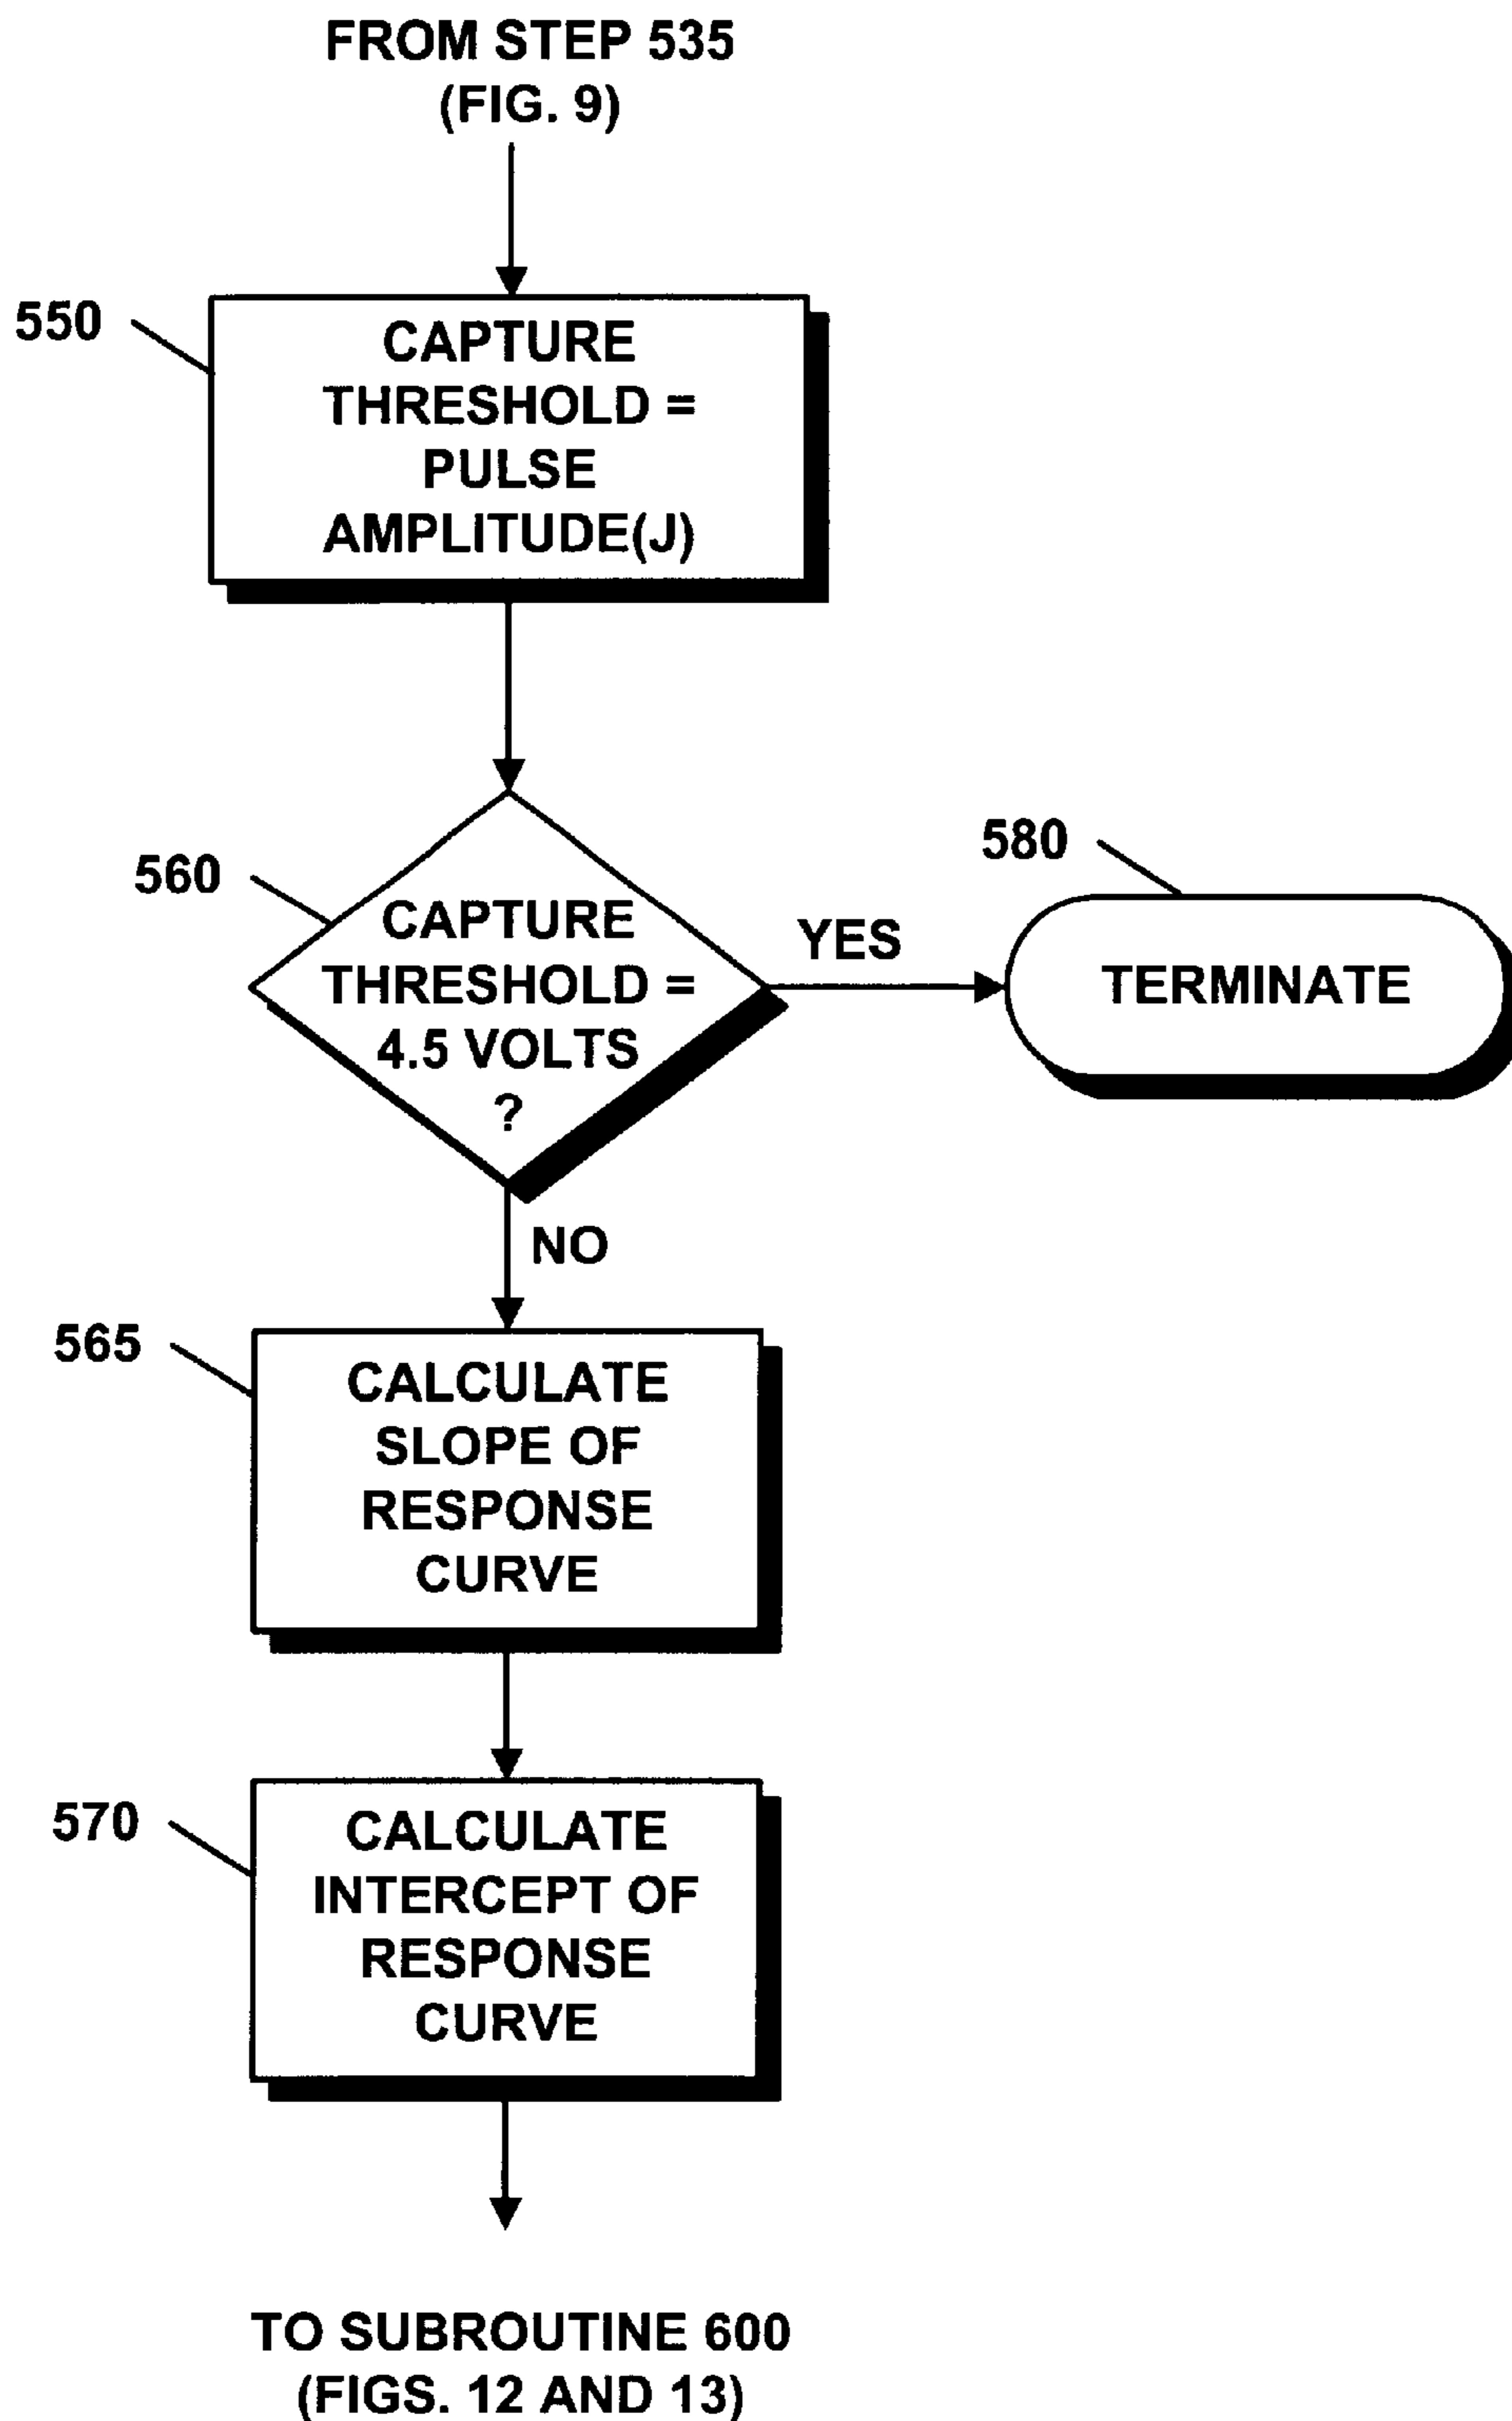 FROM STEP 535
(FIG. 9)
550
CAPTURE
THRESHOLD =
PULSE
AMPLITUDE(J)
560
CAPTURE
THRESHOLD =
4.5 VOLTS
?
YES
580
TERMINATE
NO
565
CALCULATE
SLOPE OF
RESPONSE
CURVE
570
CALCULATE
INTERCEPT OF
RESPONSE
CURVE
TO SUBROUTINE 600
(FIGS. 12 AND 13)